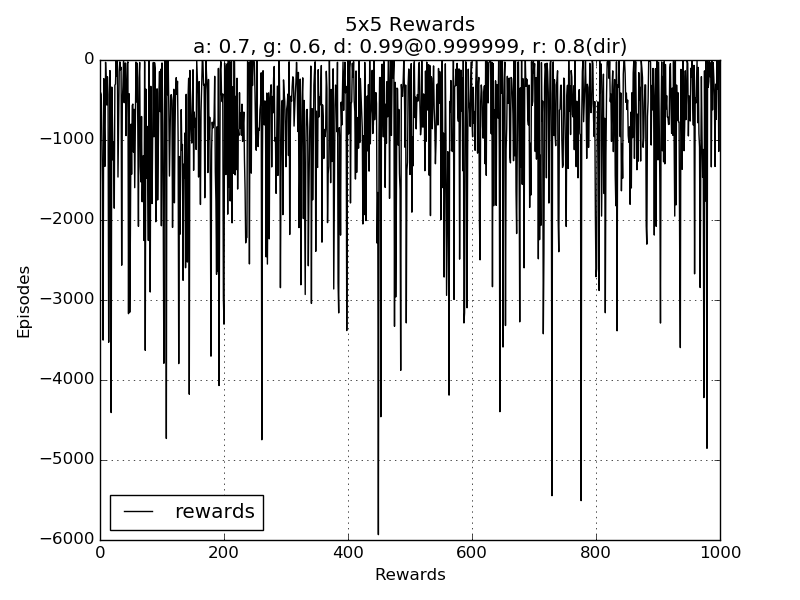 5x5 Rewards
a: 0.7, g: 0.6, d: 0.99@0.999999, r: 0.8(dir)
0
−1000
−2000
−3000
−4000
−5000
−6000
Episodes
rewards
0 200 400 600 800 1000
Rewards